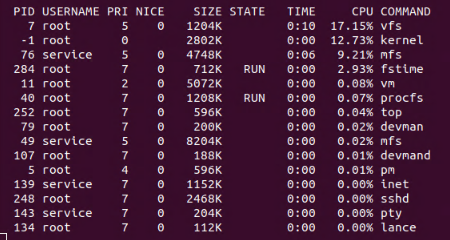 PID USERNAME PRI NICE SIZE STATE TIME CPU COMMAND
7 root 5 0 1204K 0:10 17.15% vfs
-1 root 0 2802K 0:00 12.73% kernel
76 service 5 0 4748K 0:06 9.21% mfs
284 root 7 0 712K RUN 0:00 2.93% fstime
11 root 2 0 5072K 0:00 0.08% vm
40 root 7 0 1208K RUN 0:00 0.07% procfs
252 root 7 0 596K 0:00 0.04% top
79 root 7 0 200K 0:00 0.02% devman
49 service 5 0 8204K 0:00 0.02% mfs
107 root 7 0 188K 0:00 0.01% devmand
5 root 4 0 596K 0:00 0.01% pm
139 service 7 0 1152K 0:00 0.00% inet
248 root 7 0 2468K 0:00 0.00% sshd
143 service 7 0 204K 0:00 0.00% pty
134 root 7 0 112K 0:00 0.00% lance